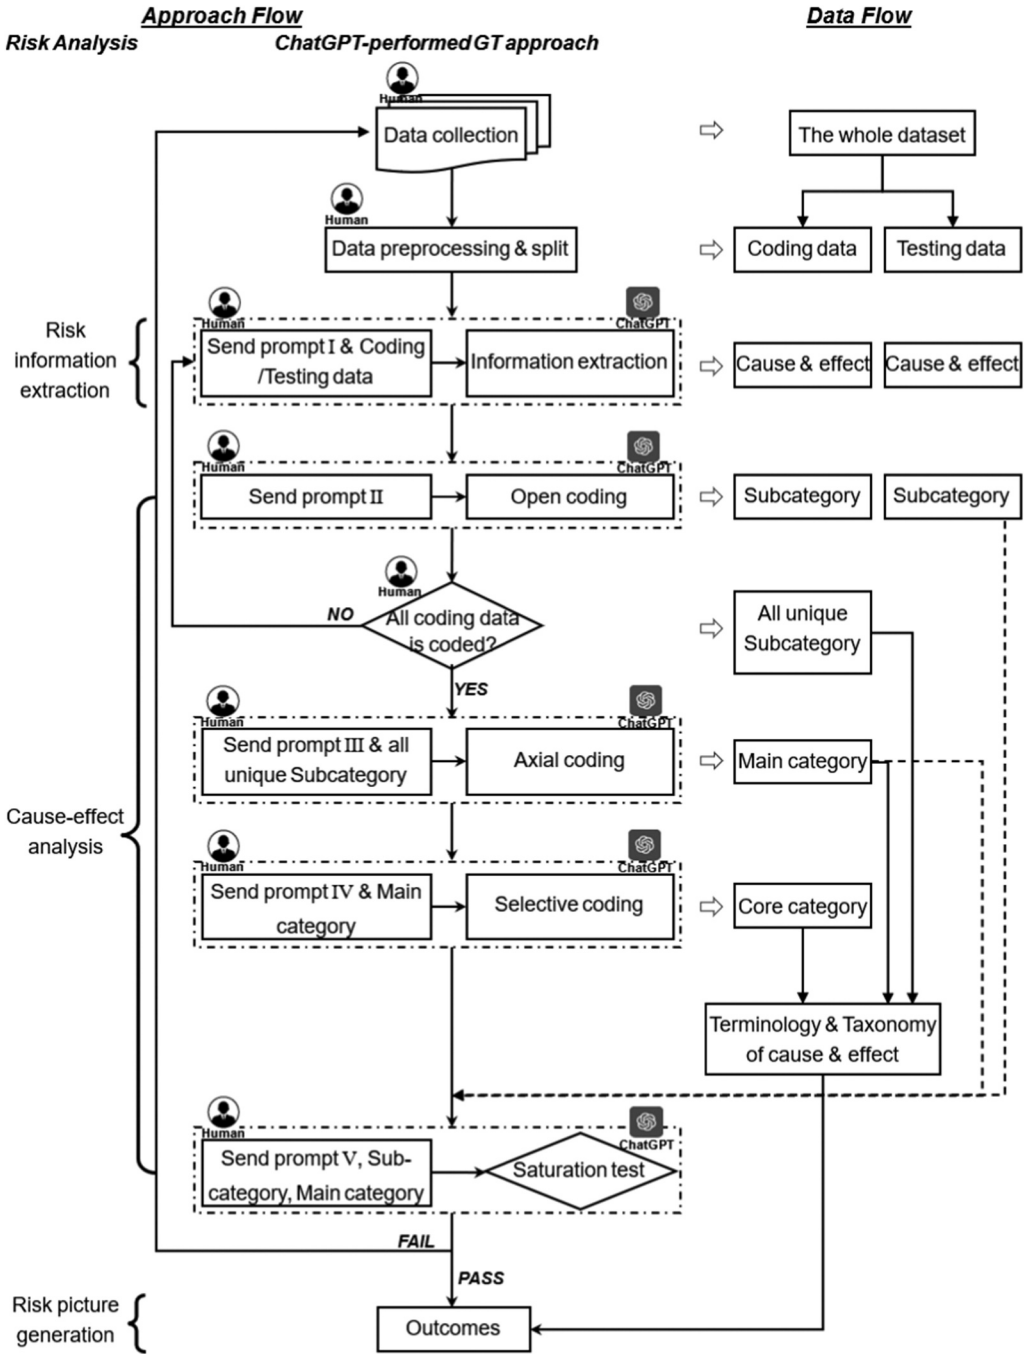 Approach Flow
Data Flow
Risk Analysis
ChatGPT-performed GT approach
Human
Data collection
The whole dataset
Human
Data preprocessing & split
Coding data
Testing data
Risk
information
extraction
Human
ChatGPT
Send prompt I & Coding
/Testing data
Information extraction
Cause & effect
Cause & effect
Human
ChatGPT
Send prompt II
Open coding
Subcategory
Subcategory
Human
NO
All coding data
is coded?
All unique
Subcategory
YES
Human
ChatGPT
Send prompt III & all
unique Subcategory
Axial coding
Main category
Cause-effect
analysis
Human
ChatGPT
Send prompt IV & Main
category
Selective coding
Core category
Terminology & Taxonomy
of cause & effect
Human
ChatGPT
Send prompt V, Sub-
category, Main category
Saturation test
FAIL
PASS
Risk picture
generation
Outcomes